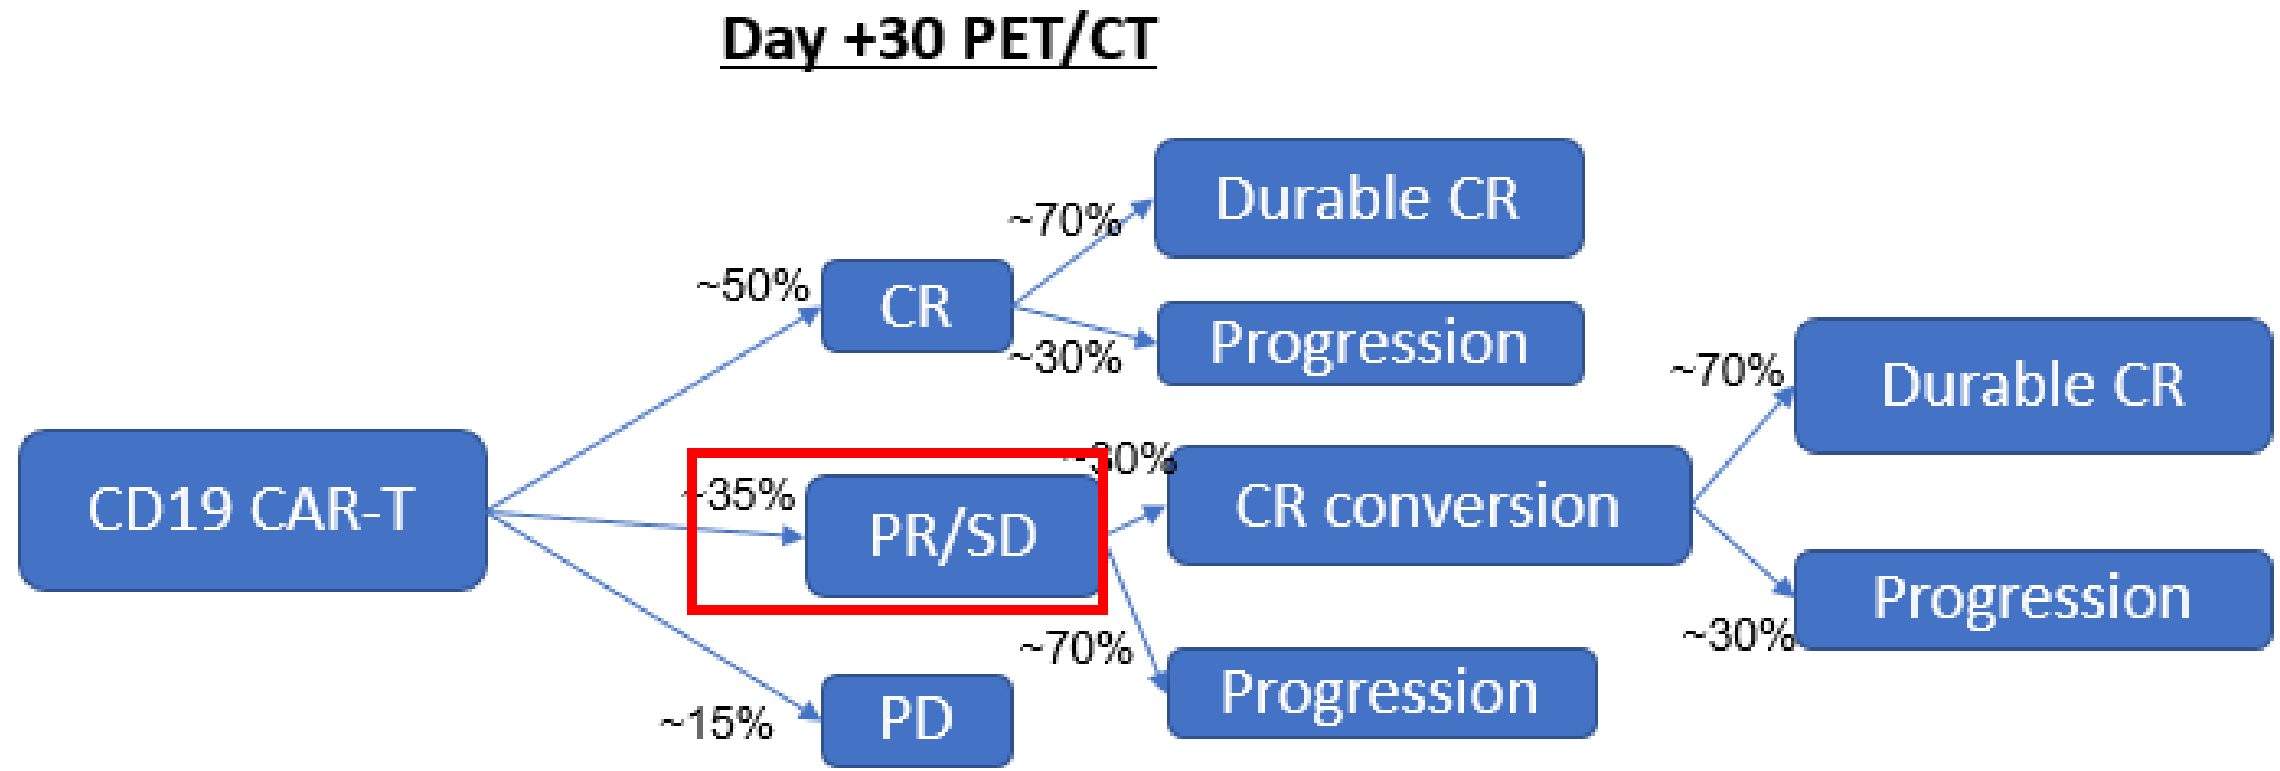 Day +30 PET/CT
Durable CR
~70%
~50%
CR
Progression
~30%
~70%
Durable CR
~30%
CR conversion
CD19 CAR-T
~35%
PR/SD
Progression
~30%
~70%
Progression
~15%
PD